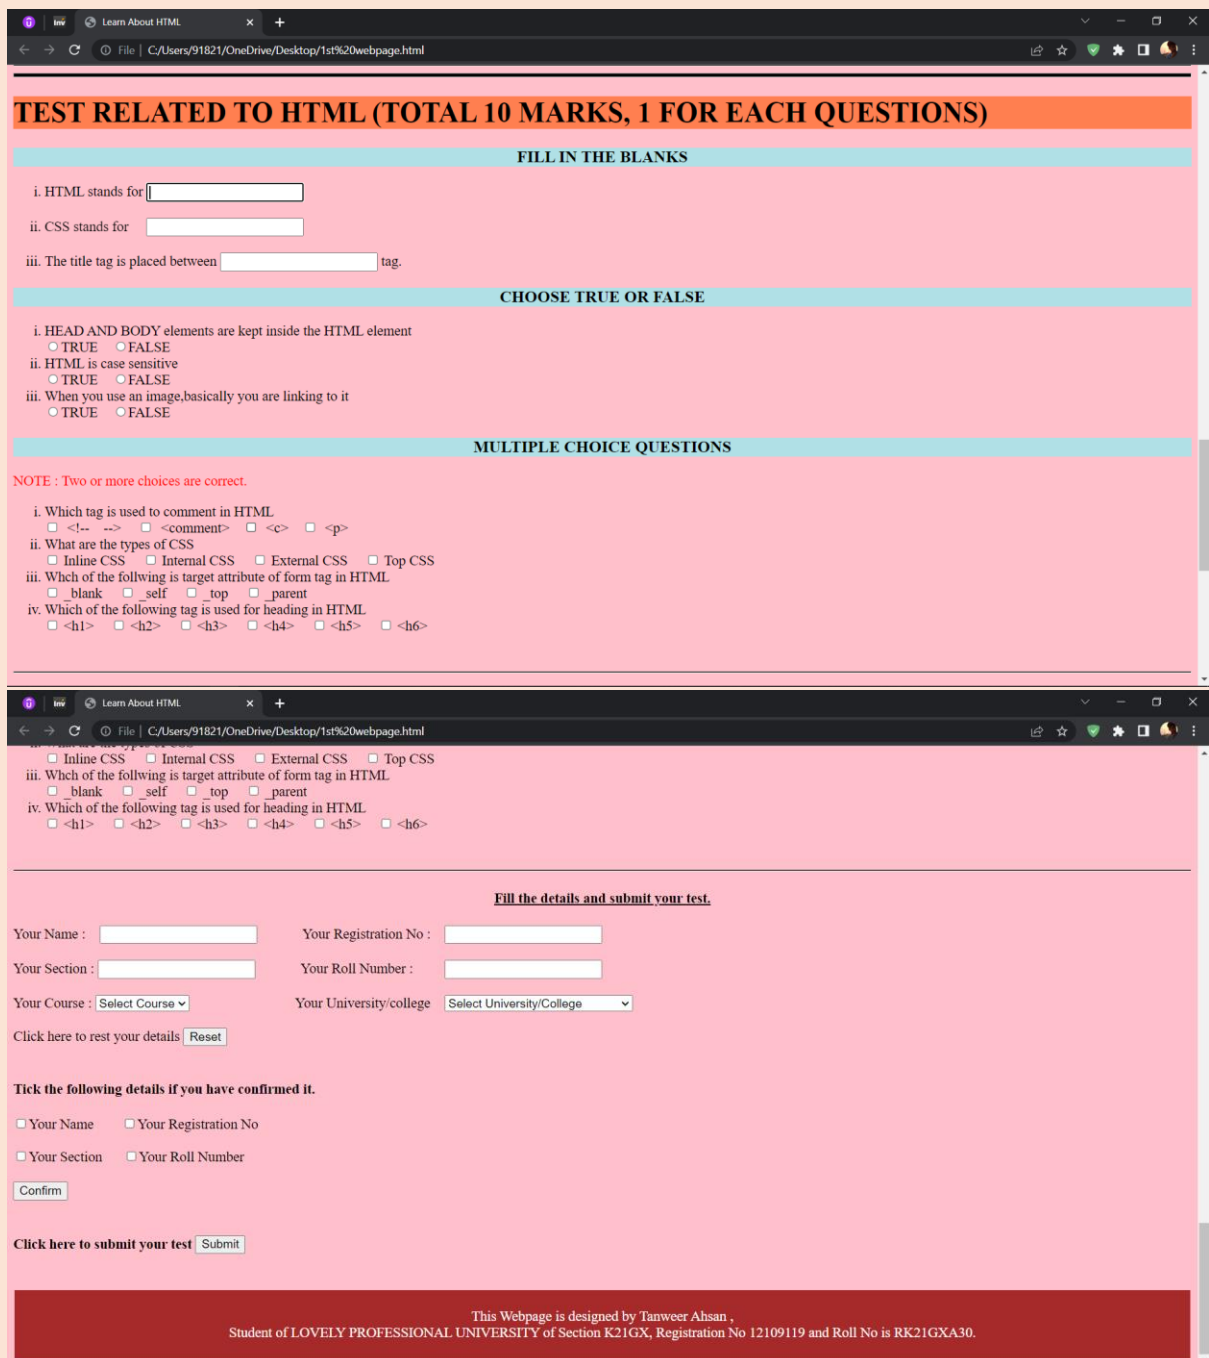 inv
Learn About HTML
File | C:/Users/91821/OneDrive/Desktop/1st%20webpage.html
TEST RELATED TO HTML (TOTAL 10 MARKS, 1 FOR EACH QUESTIONS)
FILL IN THE BLANKS
i. HTML stands for
ii. CSS stands for
iii. The title tag is placed between tag.
CHOOSE TRUE OR FALSE
i. HEAD AND BODY elements are kept inside the HTML element
TRUE FALSE
ii. HTML is case sensitive
TRUE FALSE
iii. When you use an image,basically you are linking to it
TRUE FALSE
MULTIPLE CHOICE QUESTIONS
NOTE : Two or more choices are correct.
i. Which tag is used to comment in HTML
<!-- --> <comment> <c> <p>
ii. What are the types of CSS
Inline CSS Internal CSS External CSS Top CSS
iii. Whch of the follwing is target attribute of form tag in HTML
_blank _self _top _parent
iv. Which of the following tag is used for heading in HTML
<h1> <h2> <h3> <h4> <h5> <h6>
inv
Learn About HTML
File | C:/Users/91821/OneDrive/Desktop/1st%20webpage.html
ii. What are the types of CSS
Inline CSS Internal CSS External CSS Top CSS
iii. Whch of the follwing is target attribute of form tag in HTML
_blank _self _top _parent
iv. Which of the following tag is used for heading in HTML
<h1> <h2> <h3> <h4> <h5> <h6>
Fill the details and submit your test.
Your Name : Your Registration No :
Your Section : Your Roll Number :
Your Course : Select Course Your University/college Select University/College
Click here to rest your details Reset
Tick the following details if you have confirmed it.
Your Name Your Registration No
Your Section Your Roll Number
Confirm
Click here to submit your test Submit
This Webpage is designed by Tanweer Ahsan ,
Student of LOVELY PROFESSIONAL UNIVERSITY of Section K21GX, Registration No 12109119 and Roll No is RK21GXA30.